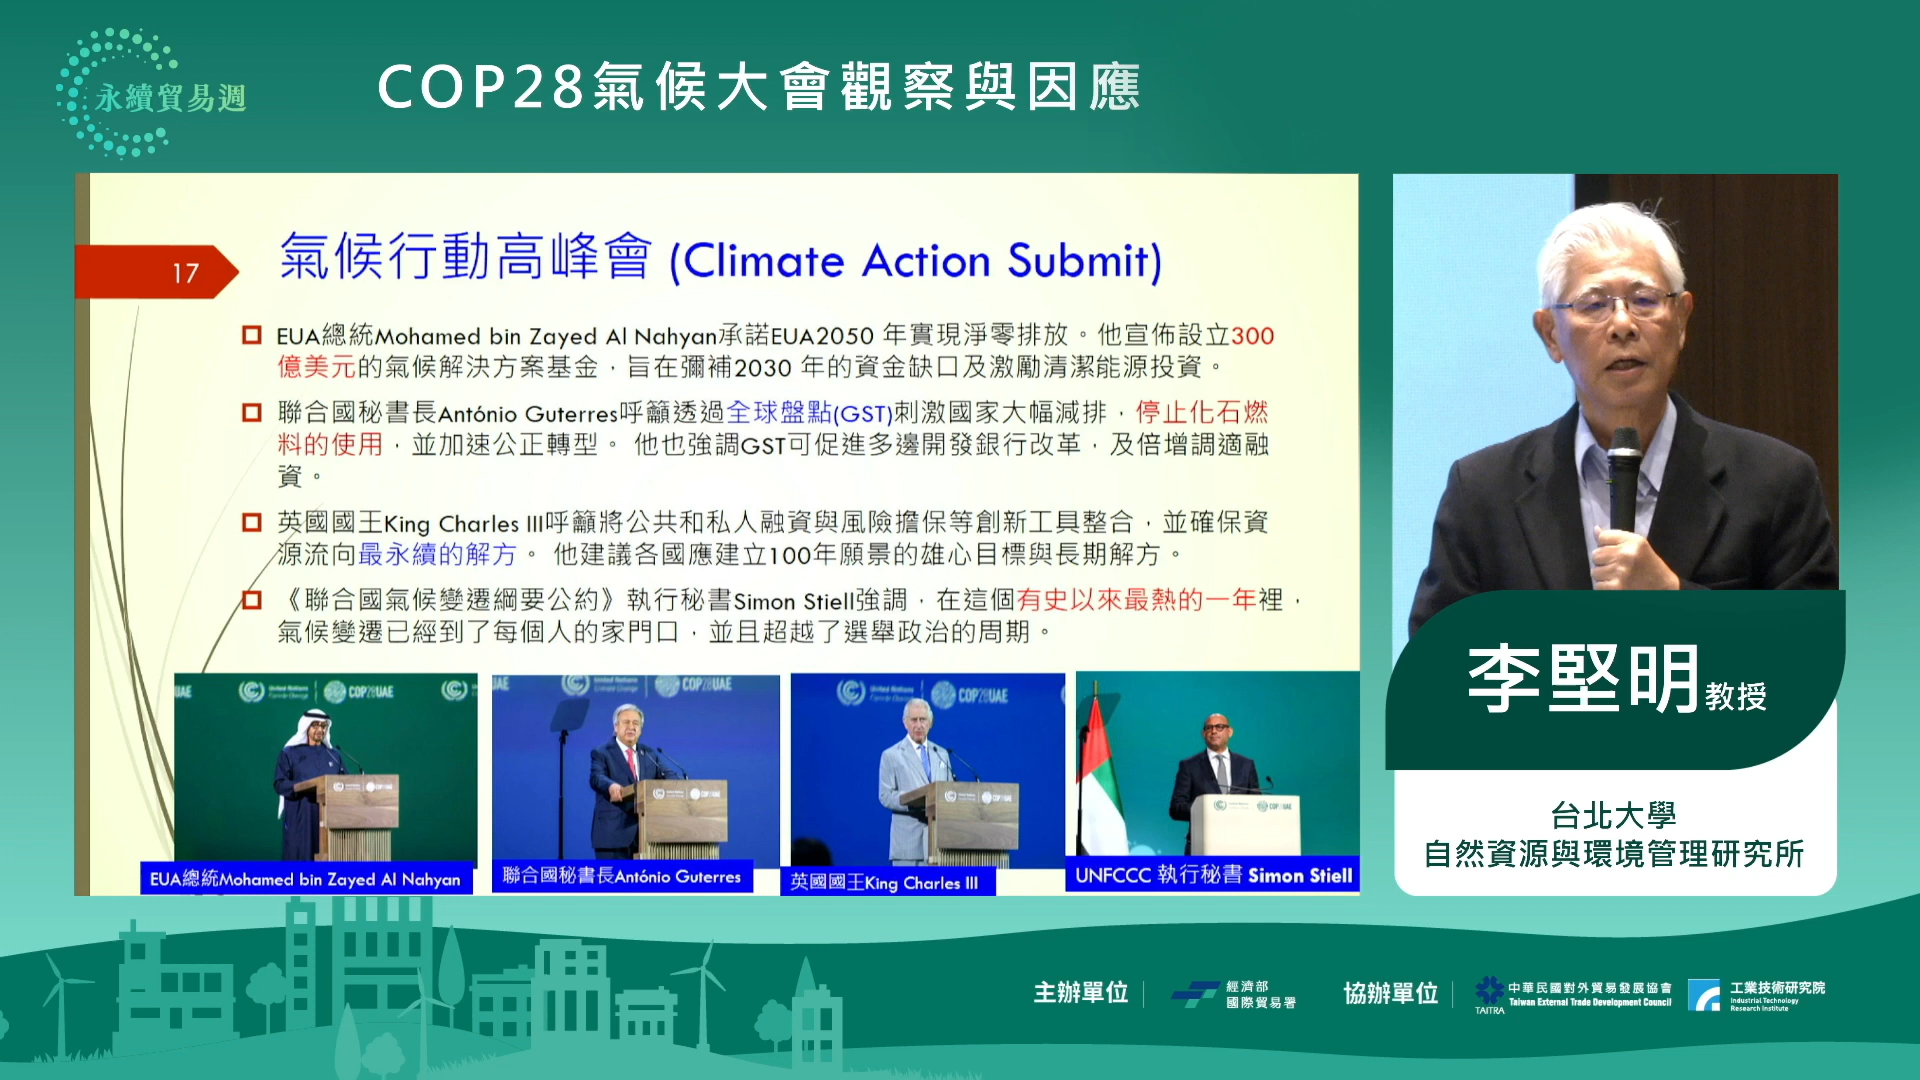 永續貿易週
COP28氣候大會觀察與因應
17
氣候行動高峰會 (Climate Action Submit)
EUA總統Mohamed bin Zayed Al Nahyan承諾EUA2050 年實現淨零排放。他宣佈設立300
億美元的氣候解決方案基金，旨在彌補2030 年的資金缺口及激勵清潔能源投資。
聯合國秘書長António Guterres呼籲透過全球盤點(GST)刺激國家大幅減排，停止化石燃
料的使用，並加速公正轉型。 他也強調GST可促進多邊開發銀行改革，及倍增調適融
資。
英國國王King Charles III呼籲將公共和私人融資與風險擔保等創新工具整合，並確保資
源流向最永續的解方。 他建議各國應建立100年願景的雄心目標與長期解方。
《聯合國氣候變遷綱要公約》執行秘書Simon Stiell強調，在這個有史以來最熱的一年裡，
氣候變遷已經到了每個人的家門口，並且超越了選舉政治的周期。
UAE
United Nations
Climate Change
COP28UAE
UAE
United Nations
Climate Change
COP28UAE
United Nations
Climate Change
COP28UAE
EUA總統Mohamed bin Zayed Al Nahyan
聯合國秘書長António Guterres
英國國王King Charles III
UNFCCC 執行秘書 Simon Stiell
李堅明教授
台北大學
自然資源與環境管理研究所
主辦單位
經濟部
國際貿易署
協辦單位
TAITRA
中華民國對外貿易發展協會
Taiwan External Trade Development Council
工業技術研究院
Industrial Technology
Research Institute